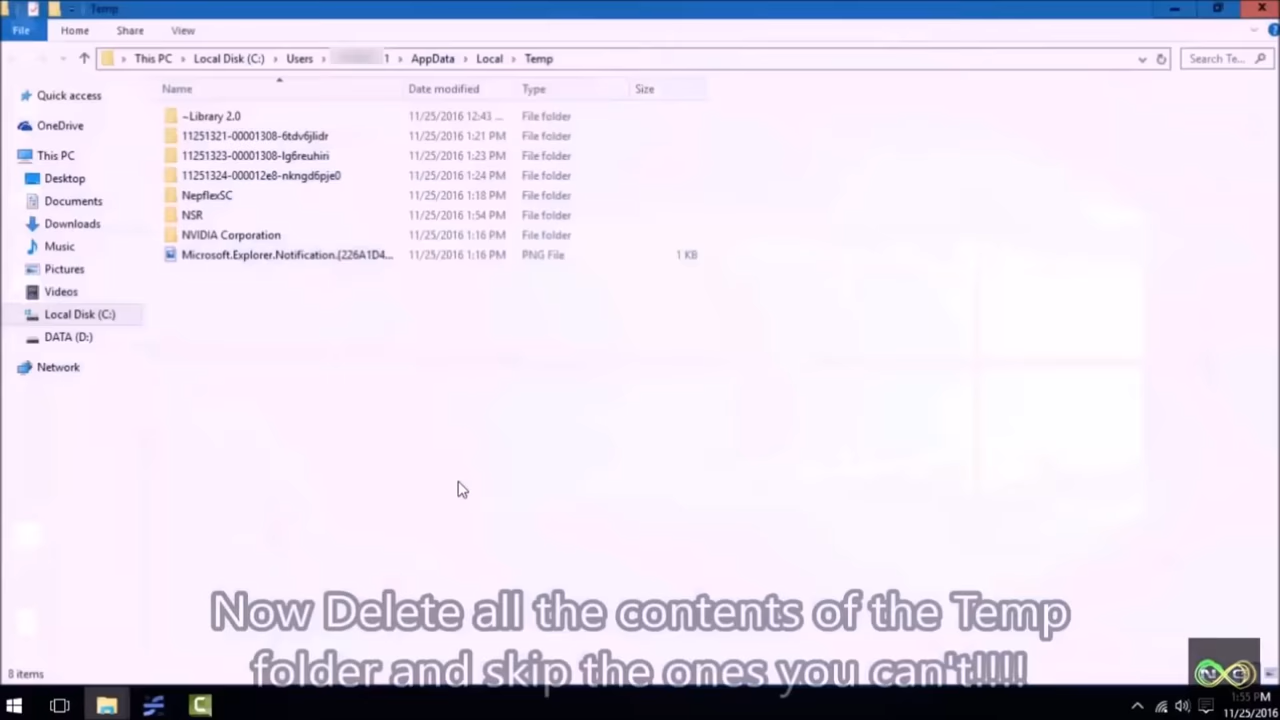 Temp
File Home Share View
This PC Local Disk (C:) Users 1 AppData Local Temp Search Te...
Name Date modified Type Size
Quick access
OneDrive
This PC
Desktop
Documents
Downloads
Music
Pictures
Videos
Local Disk (C:)
DATA (D:)
Network
~Library 2.0 11/25/2016 12:43 ... File folder
11251321-00001308-6tdv6jlidr 11/25/2016 1:21 PM File folder
11251323-00001308-lg6reuhiri 11/25/2016 1:23 PM File folder
11251324-000012e8-nkngd6pje0 11/25/2016 1:24 PM File folder
NepflexSC 11/25/2016 1:18 PM File folder
NSR 11/25/2016 1:54 PM File folder
NVIDIA Corporation 11/25/2016 1:16 PM File folder
Microsoft.Explorer.Notification.{226A1D4... 11/25/2016 1:16 PM PNG File 1 KB
Now Delete all the contents of the Temp
folder and skip the ones you can't!!!!
8 items
1:55 PM
11/25/2016